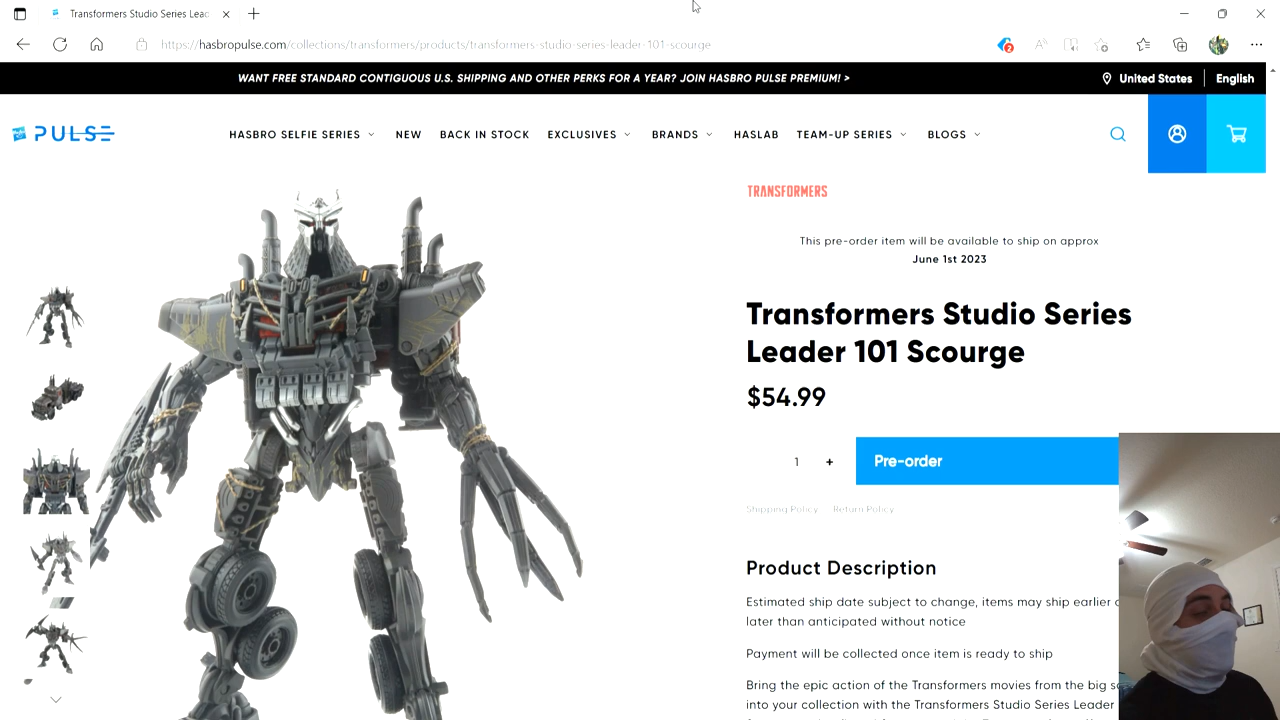 Transformers Studio Series Lead
https://hasbropulse.com/collections/transformers/products/transformers-studio-series-leader-101-scourge
2
WANT FREE STANDARD CONTIGUOUS U.S. SHIPPING AND OTHER PERKS FOR A YEAR? JOIN HASBRO PULSE PREMIUM! >
United States
English
PULSE
HASBRO SELFIE SERIES
NEW
BACK IN STOCK
EXCLUSIVES
BRANDS
HASLAB
TEAM-UP SERIES
BLOGS
TRANSFORMERS
This pre-order item will be available to ship on approx
June 1st 2023
Transformers Studio Series
Leader 101 Scourge
$54.99
1 +
Pre-order
Shipping Policy Return Policy
Product Description
Estimated ship date subject to change, items may ship earlier
later than anticipated without notice
Payment will be collected once item is ready to ship
Bring the epic action of the Transformers movies from the big
into your collection with the Transformers Studio Series Leader